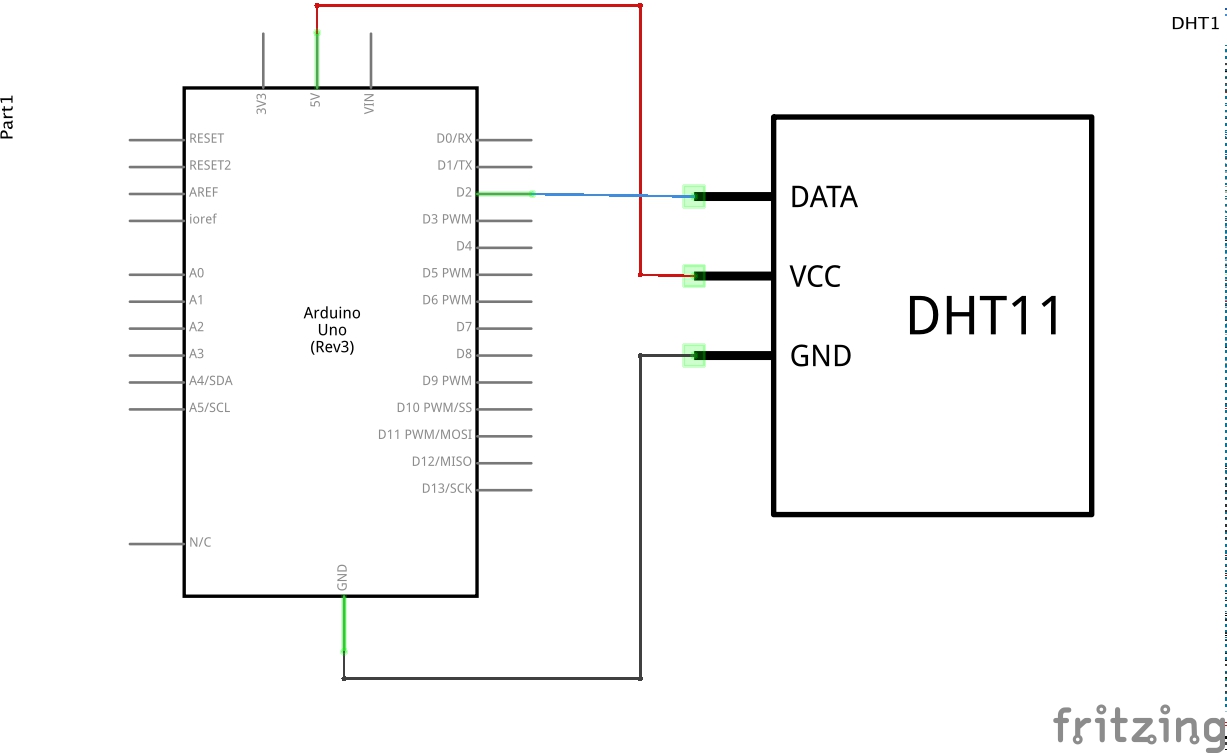 DHT1
Part1
3V3
5V
VIN
RESET
RESET2
AREF
ioref
A0
A1
A2
A3
A4/SDA
A5/SCL
N/C
D0/RX
D1/TX
D2
D3 PWM
D4
D5 PWM
D6 PWM
D7
D8
D9 PWM
D10 PWM/SS
D11 PWM/MOSI
D12/MISO
D13/SCK
Arduino
Uno
(Rev3)
GND
DATA
VCC
GND
DHT11
fritzing